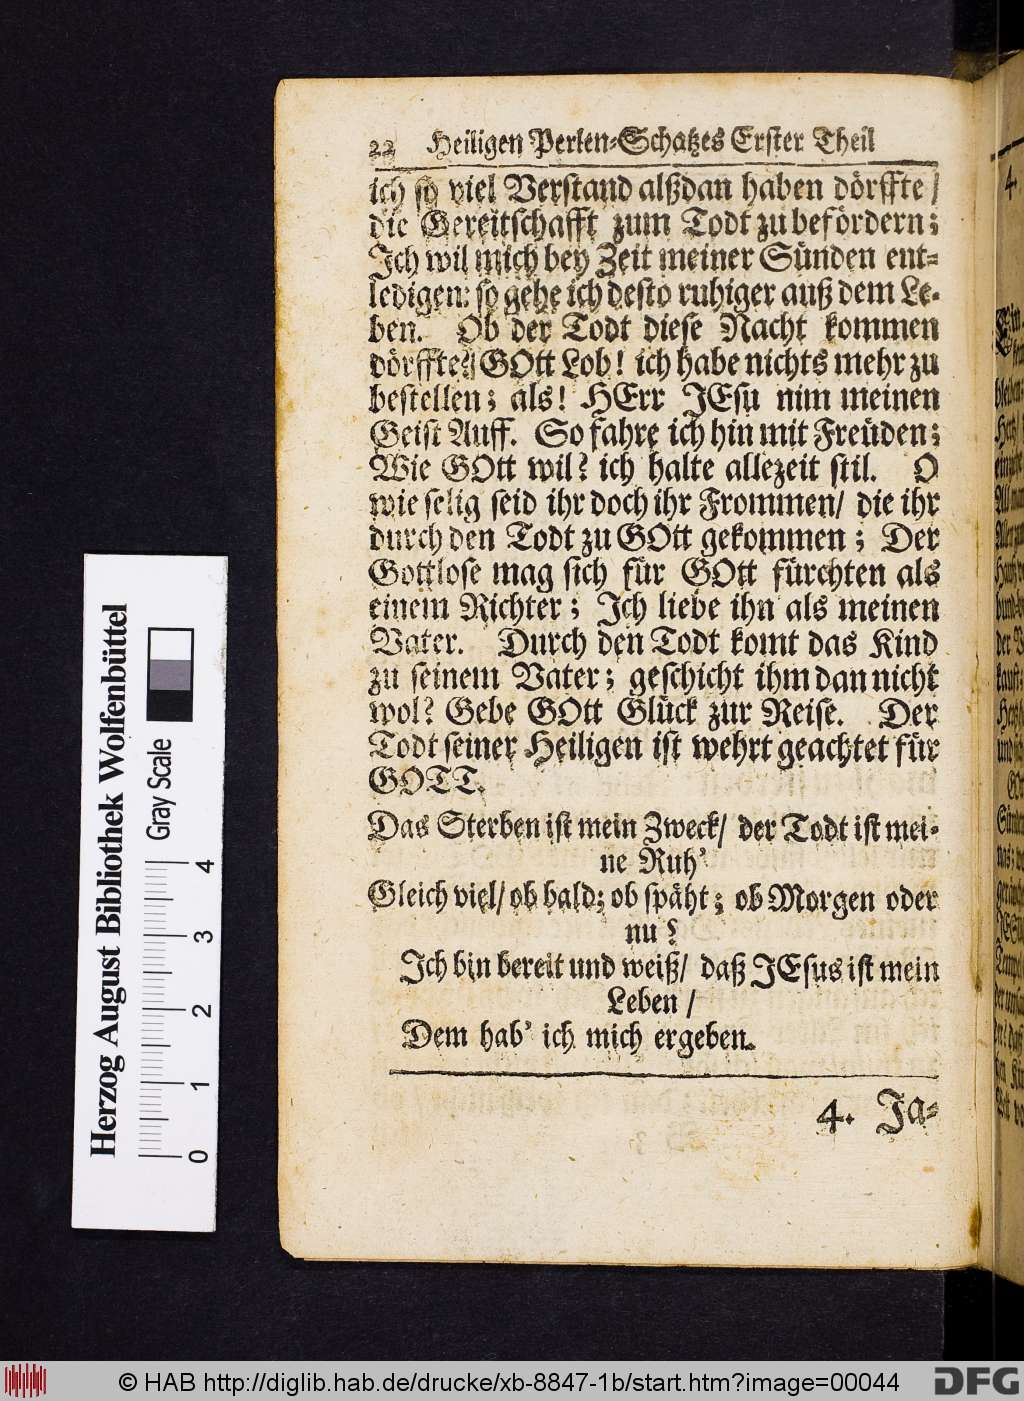 22 Heiligen Perlen-Schatzes Erster Theil
ich so viel Verstand alßdan haben dörffte /
die Bereitschafft zum Todt zu befördern;
Ich wil mich bey Zeit meiner Sünden ent-
ledigen: so gehe ich desto ruhiger auß dem Le-
ben. Ob der Todt diese Nacht kommen
dörffte? GOtt Lob! ich habe nichts mehr zu
bestellen; als! HErr JEsu nim meinen
Geist Auff. So fahre ich hin mit Freüden;
Wie GOtt wil? ich halte allezeit stil. O
wie selig seid ihr doch ihr Frommen/ die ihr
durch den Todt zu GOtt gekommen; Der
Gottlose mag sich für GOtt fürchten als
einem Richter; Ich liebe ihn als meinen
Vater. Durch den Todt komt das Kind
zu seinem Vater; geschicht ihm dan nicht
wol? Gebe GOtt Glück zur Reise. Der
Todt seiner Heiligen ist wehrt geachtet für
GOTT.
Das Sterben ist mein Zweck/ der Todt ist mei-
ne Ruh'
Gleich viel/ ob bald; ob späht; ob Morgen oder
nu?
Ich bin bereit und weiß/ daß JEsus ist mein
Leben /
Dem hab' ich mich ergeben.
4. Ja-
Herzog August Bibliothek Wolfenbüttel
Gray Scale
0 1 2 3 4
© HAB http://diglib.hab.de/drucke/xb-8847-1b/start.htm?image=00044
DFG